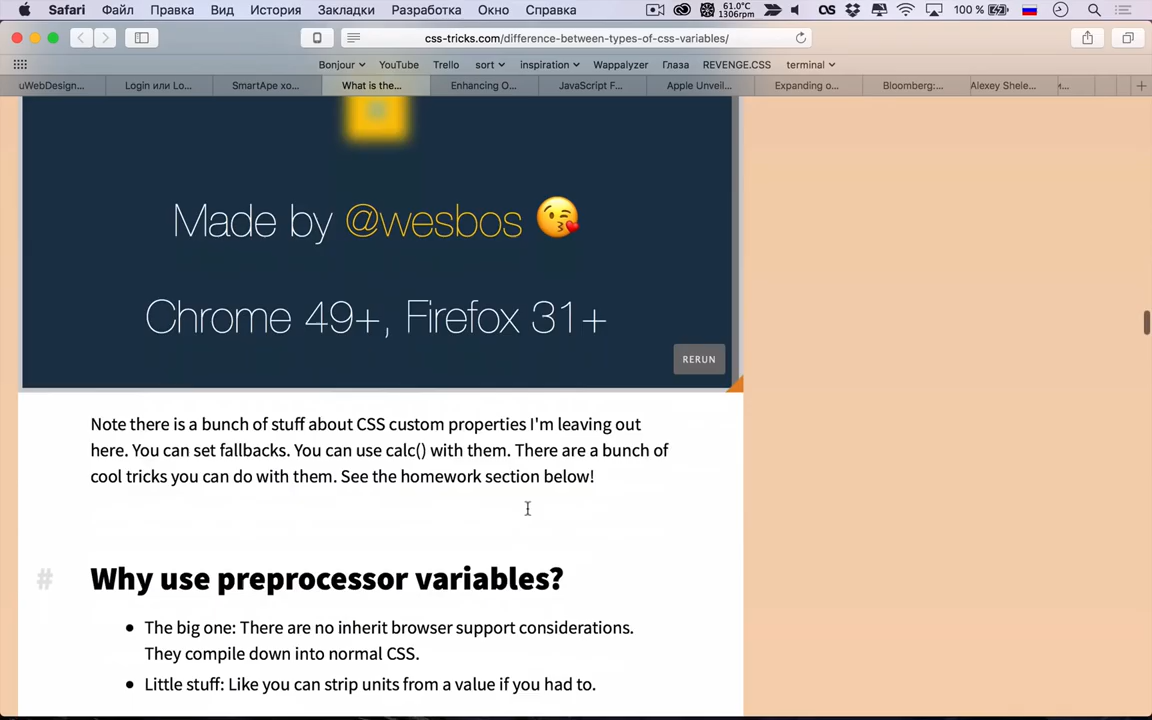 Safari Файл Правка Вид История Закладки Разработка Окно Справка 61.0°C 1306rpm 100 %
css-tricks.com/difference-between-types-of-css-variables/
Bonjour YouTube Trello sort inspiration Wappalyzer Глаза REVENGE.CSS terminal
uWebDesign... Login или Lo... SmartApe хо... What is the... Enhancing O... JavaScript F... Apple Unveil... Expanding o... Bloomberg:... Alexey Shele...
Made by @wesbos 😘
Chrome 49+, Firefox 31+
RERUN
Note there is a bunch of stuff about CSS custom properties I'm leaving out
here. You can set fallbacks. You can use calc() with them. There are a bunch of
cool tricks you can do with them. See the homework section below!
# Why use preprocessor variables?
• The big one: There are no inherit browser support considerations.
They compile down into normal CSS.
• Little stuff: Like you can strip units from a value if you had to.